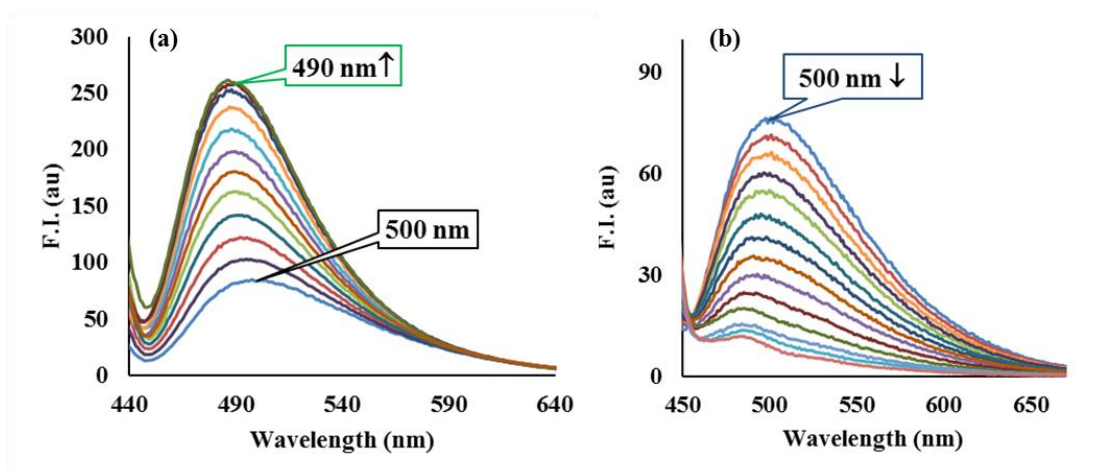 (a)
300
250
200
150
100
50
0
F.I. (au)
490 nm↑
500 nm
440 490 540 590 640
Wavelength (nm)
(b)
90
60
30
0
F.I. (au)
500 nm ↓
450 500 550 600 650
Wavelength (nm)